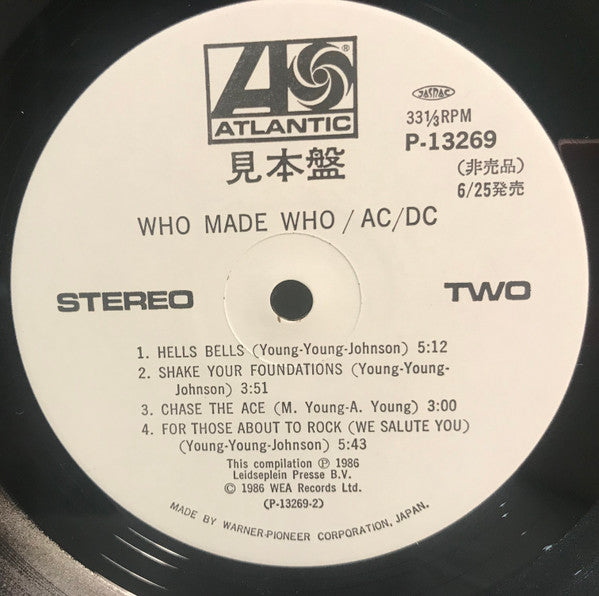 ATLANTIC®
見本盤
JASRAC
33⅓RPM
P-13269
(非売品)
6/25発売
WHO MADE WHO / AC/DC
STEREO
TWO
1. HELLS BELLS (Young-Young-Johnson) 5:12
2. SHAKE YOUR FOUNDATIONS (Young-Young-
Johnson) 3:51
3. CHASE THE ACE (M. Young-A. Young) 3:00
4. FOR THOSE ABOUT TO ROCK (WE SALUTE YOU)
(Young-Young-Johnson) 5:43
This compilation ℗ 1986
Leidseplein Presse B.V.
© 1986 WEA Records Ltd.
(P-13269-2)
MADE BY WARNER-PIONEER CORPORATION, JAPAN.